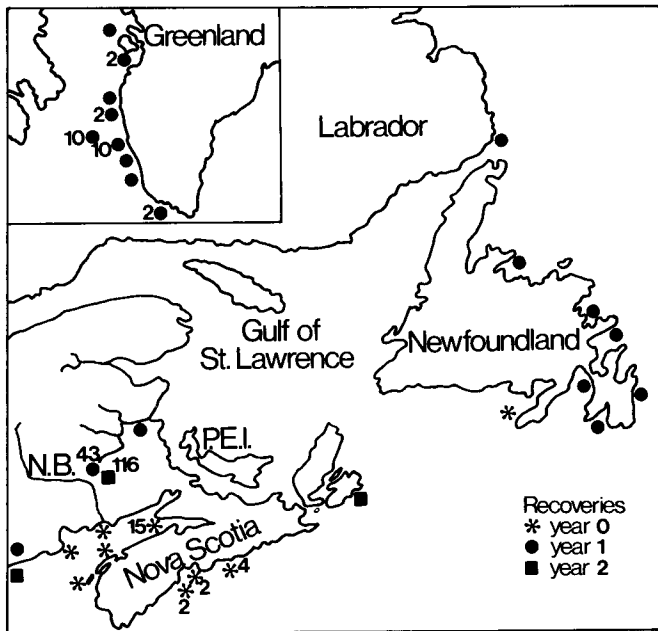 Greenland
2
2
10
10
2
Labrador
Gulf of
St. Lawrence
Newfoundland
P.E.I.
N.B.
43
116
15
Nova Scotia
4
2
2
Recoveries
* year 0
● year 1
■ year 2